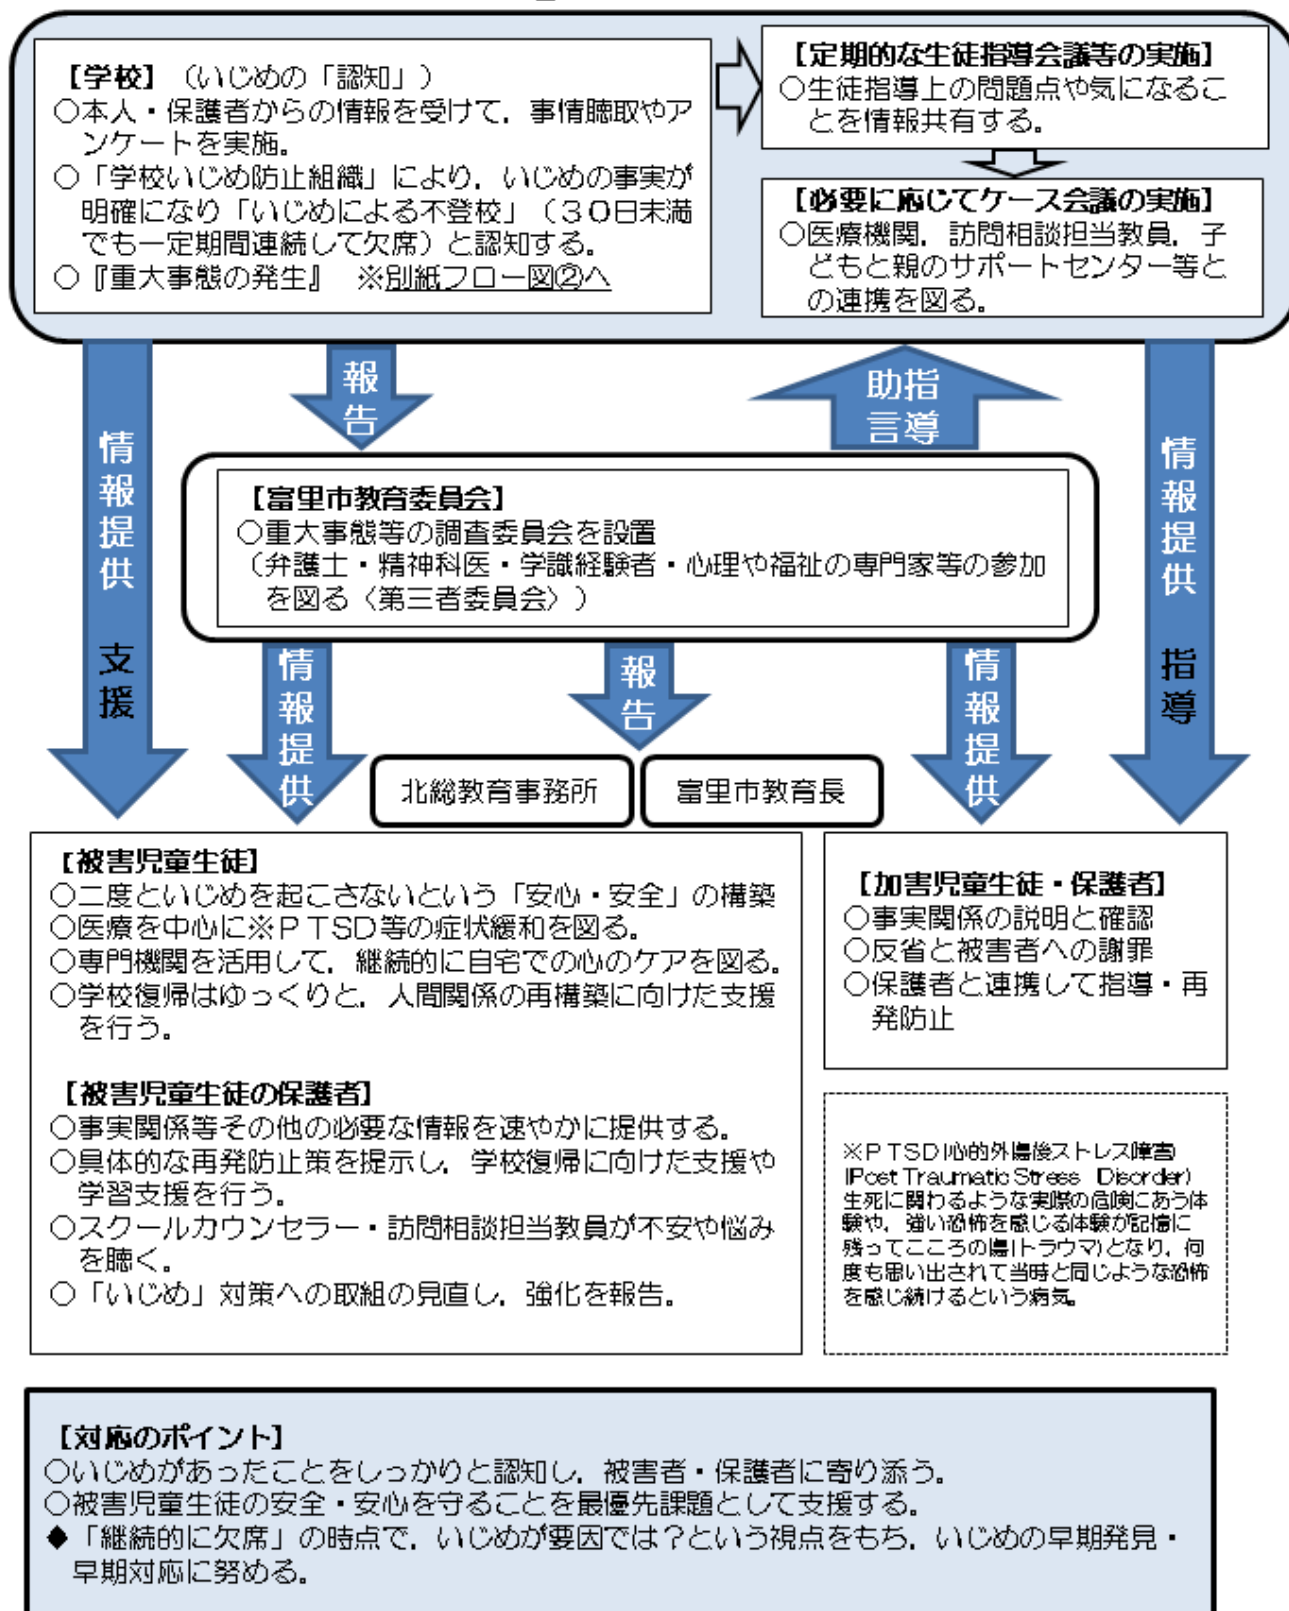 【学校】（いじめの「認知」）
○本人・保護者からの情報を受けて，事情聴取やア
ンケートを実施。
○「学校いじめ防止組織」により，いじめの事実が
明確になり「いじめによる不登校」（３０日未満
でも一定期間連続して欠席）と認知する。
○『重大事態の発生』　※別紙フロー図②へ
【定期的な生徒指導会議等の実施】
○生徒指導上の問題点や気になるこ
とを情報共有する。
【必要に応じてケース会議の実施】
○医療機関，訪問相談担当教員，子
どもと親のサポートセンター等と
の連携を図る。
情報提供　支援
報告
助言
指導
情報提供　指導
【富里市教育委員会】
○重大事態等の調査委員会を設置
（弁護士・精神科医・学識経験者・心理や福祉の専門家等の参加
を図る〈第三者委員会〉）
情報提供
報告
情報提供
北総教育事務所
富里市教育長
【被害児童生徒】
○二度といじめを起こさないという「安心・安全」の構築
○医療を中心に※ＰＴＳＤ等の症状緩和を図る。
○専門機関を活用して，継続的に自宅での心のケアを図る。
○学校復帰はゆっくりと，人間関係の再構築に向けた支援
を行う。
【被害児童生徒の保護者】
○事実関係等その他の必要な情報を速やかに提供する。
○具体的な再発防止策を提示し，学校復帰に向けた支援や
学習支援を行う。
○スクールカウンセラー・訪問相談担当教員が不安や悩み
を聴く。
○「いじめ」対策への取組の見直し，強化を報告。
【加害児童生徒・保護者】
○事実関係の説明と確認
○反省と被害者への謝罪
○保護者と連携して指導・再
発防止
※ＰＴＳＤ(心的外傷後ストレス障害)
(Post Traumatic Stress Disorder)
生死に関わるような実際の危険にあう体
験や，強い恐怖を感じる体験が記憶に
残ってこころの傷(トラウマ)となり，何
度も思い出されて当時と同じような恐怖
を感じ続けるという病気。
【対応のポイント】
○いじめがあったことをしっかりと認知し，被害者・保護者に寄り添う。
○被害児童生徒の安全・安心を守ることを最優先課題として支援する。
◆「継続的に欠席」の時点で，いじめが要因では？という視点をもち，いじめの早期発見・
早期対応に努める。